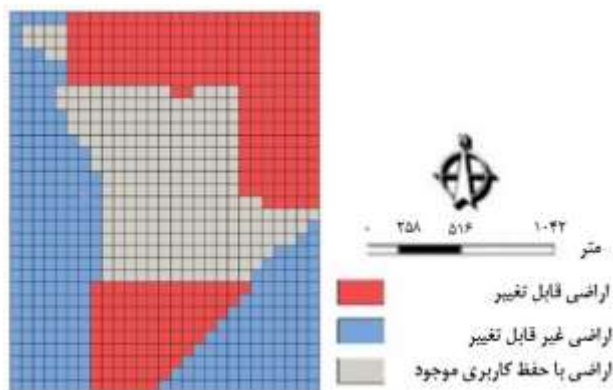 ۰ ۲۵۸ ۵۱۶ ۱۰۴۲
متر
اراضی قابل تغییر
اراضی غیر قابل تغییر
اراضی با حفظ کاربری موجود